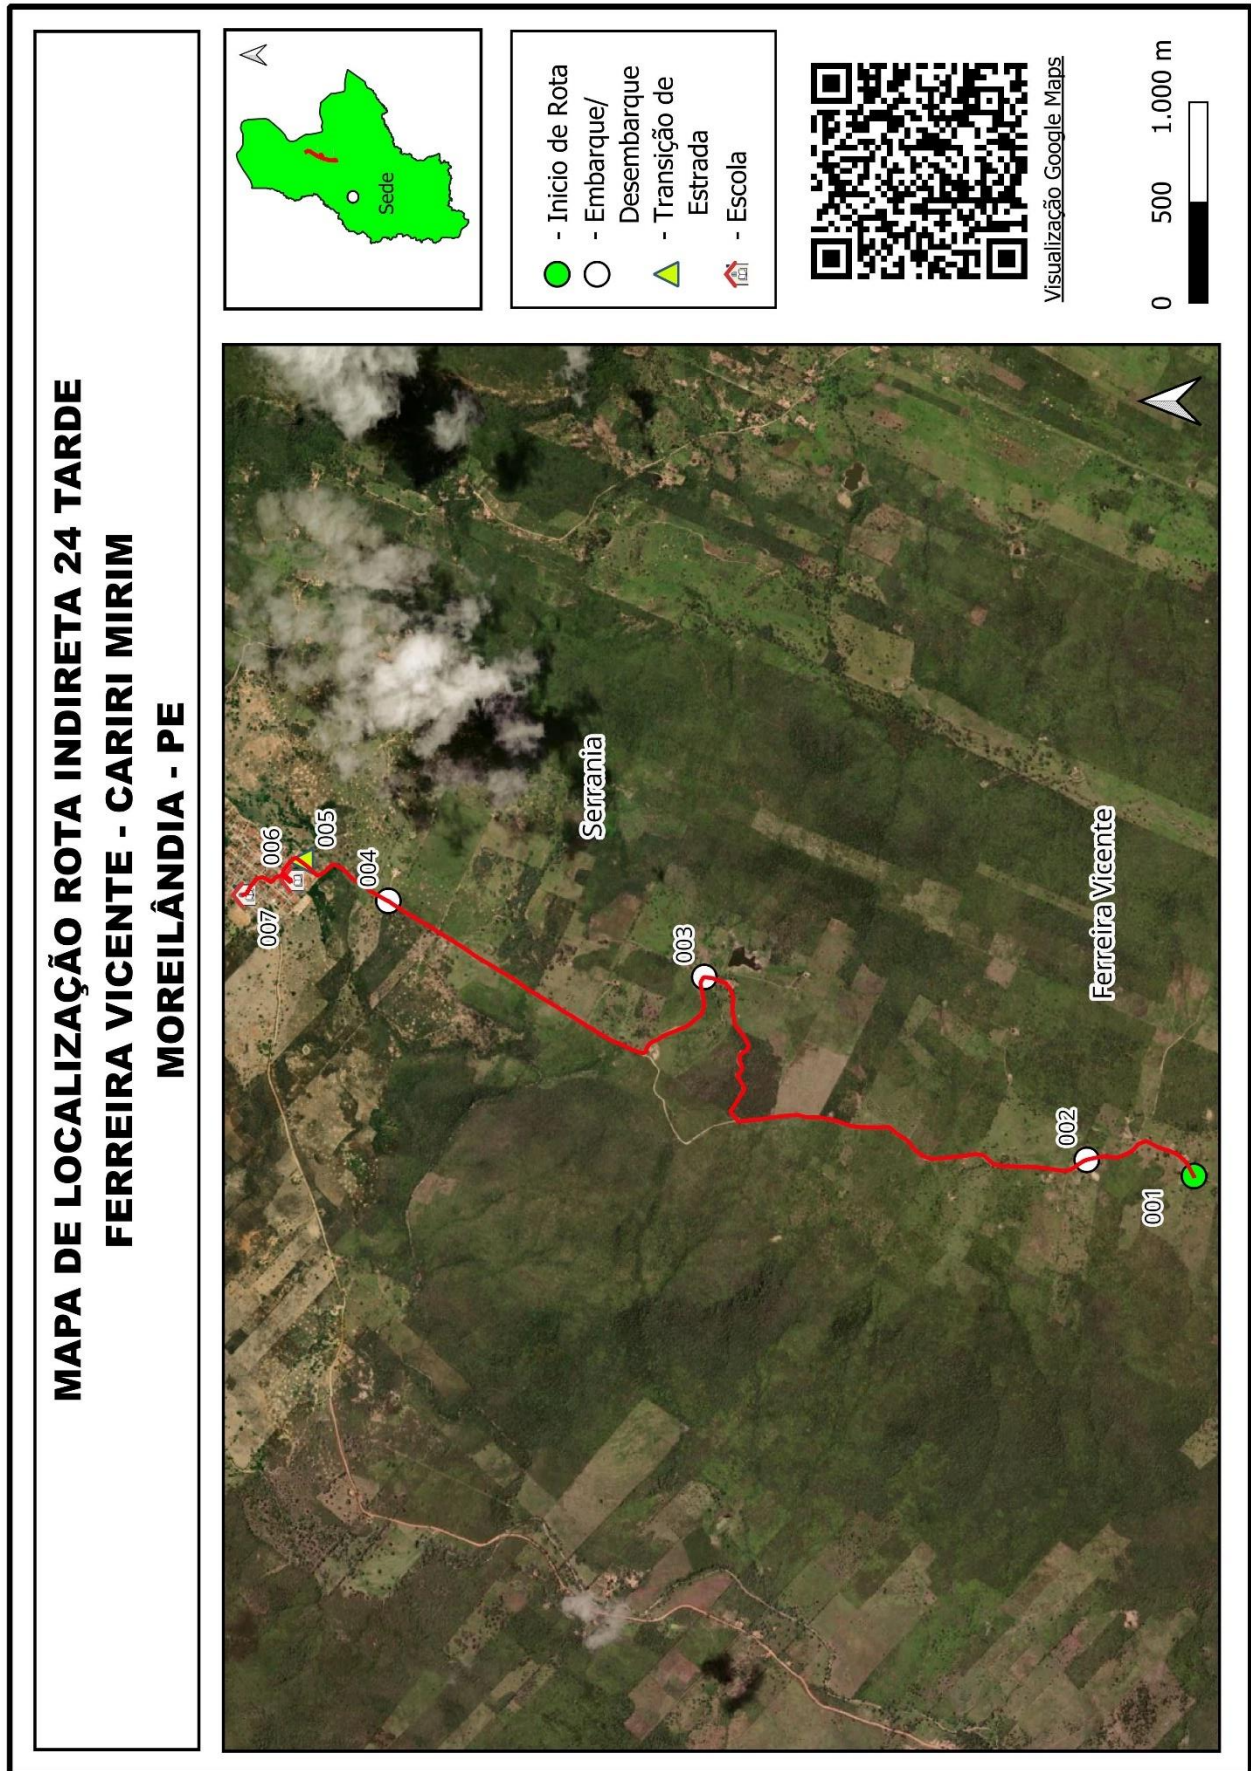 MAPA DE LOCALIZAÇÃO ROTA INDIRETA 24 TARDE
FERREIRA VICENTE - CARIRI MIRIM
MOREILÂNDIA - PE
007
006
005
004
Serrania
003
Ferreira Vicente
002
001
Sede
- Inicio de Rota
- Embarque/
Desembarque
- Transição de
Estrada
- Escola
Visualização Google Maps
0 500 1.000 m